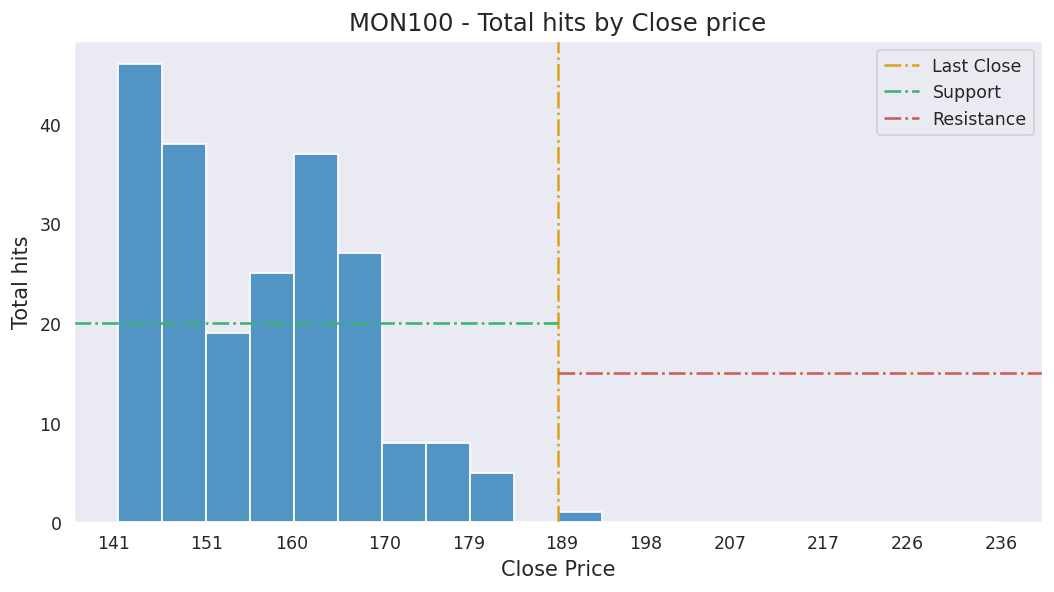 MON100 - Total hits by Close price
Last Close
Support
Resistance
Total hits
40
30
20
10
0
141 151 160 170 179 189 198 207 217 226 236
Close Price